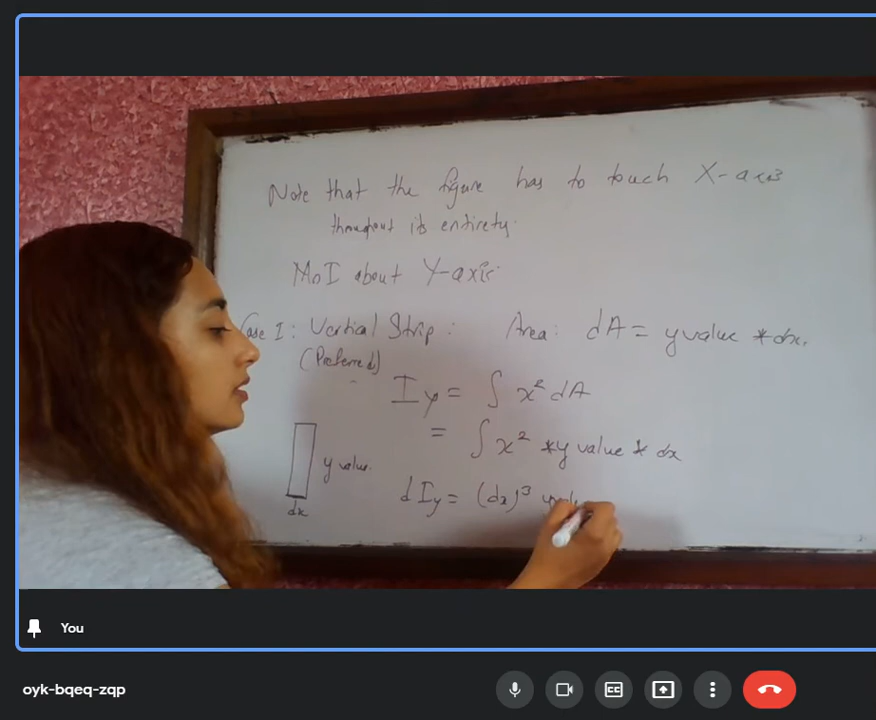 Note that the figure has to touch X-axis
throughout its entirety.
MoI about Y-axis
Case I: Vertical Strip: Area: dA = y value * dx.
(Preferred)
Iy = ∫ x² dA
= ∫ x² * y value * dx
y value.
dx
dIy = (dx)³
You
oyk-bqeq-zqp